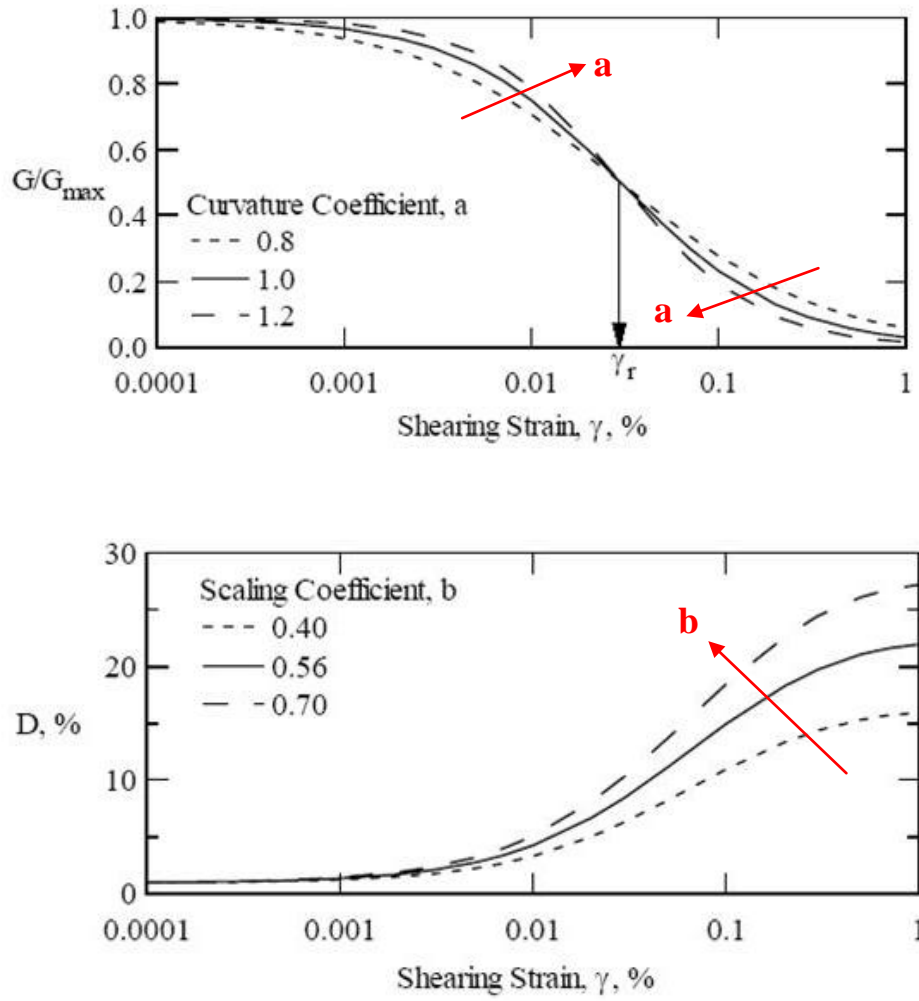 1.0
0.8
0.6
0.4
0.2
0.0
G/Gmax
a
Curvature Coefficient, a
0.8
1.0
1.2
a
γr
0.0001 0.001 0.01 0.1 1
Shearing Strain, γ, %
30
20
10
0
D, %
Scaling Coefficient, b
0.40
0.56
0.70
b
0.0001 0.001 0.01 0.1 1
Shearing Strain, γ, %